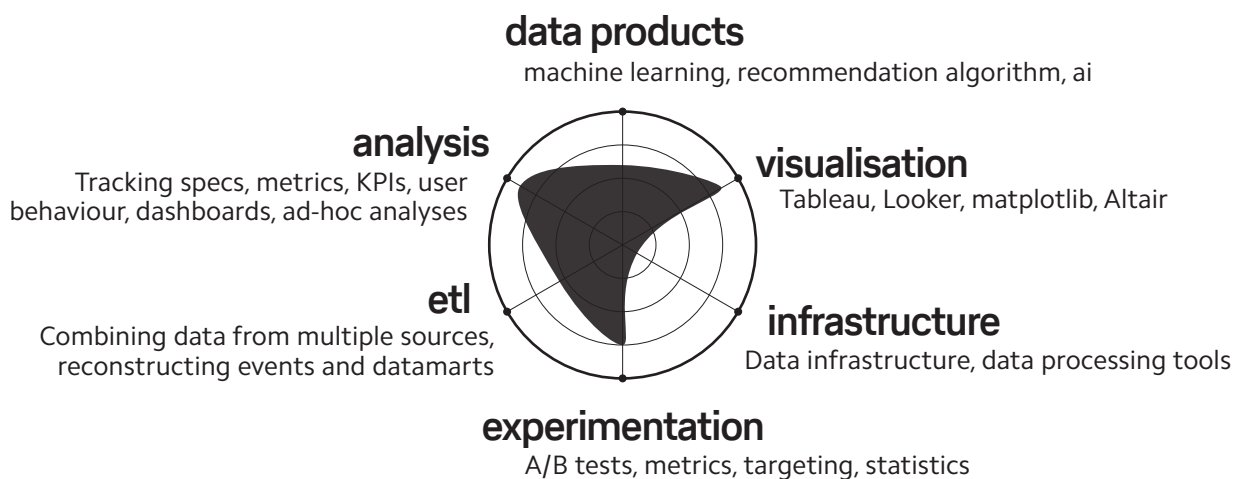 data products
machine learning, recommendation algorithm, ai
analysis
Tracking specs, metrics, KPIs, user
behaviour, dashboards, ad-hoc analyses
visualisation
Tableau, Looker, matplotlib, Altair
etl
Combining data from multiple sources,
reconstructing events and datamarts
infrastructure
Data infrastructure, data processing tools
experimentation
A/B tests, metrics, targeting, statistics